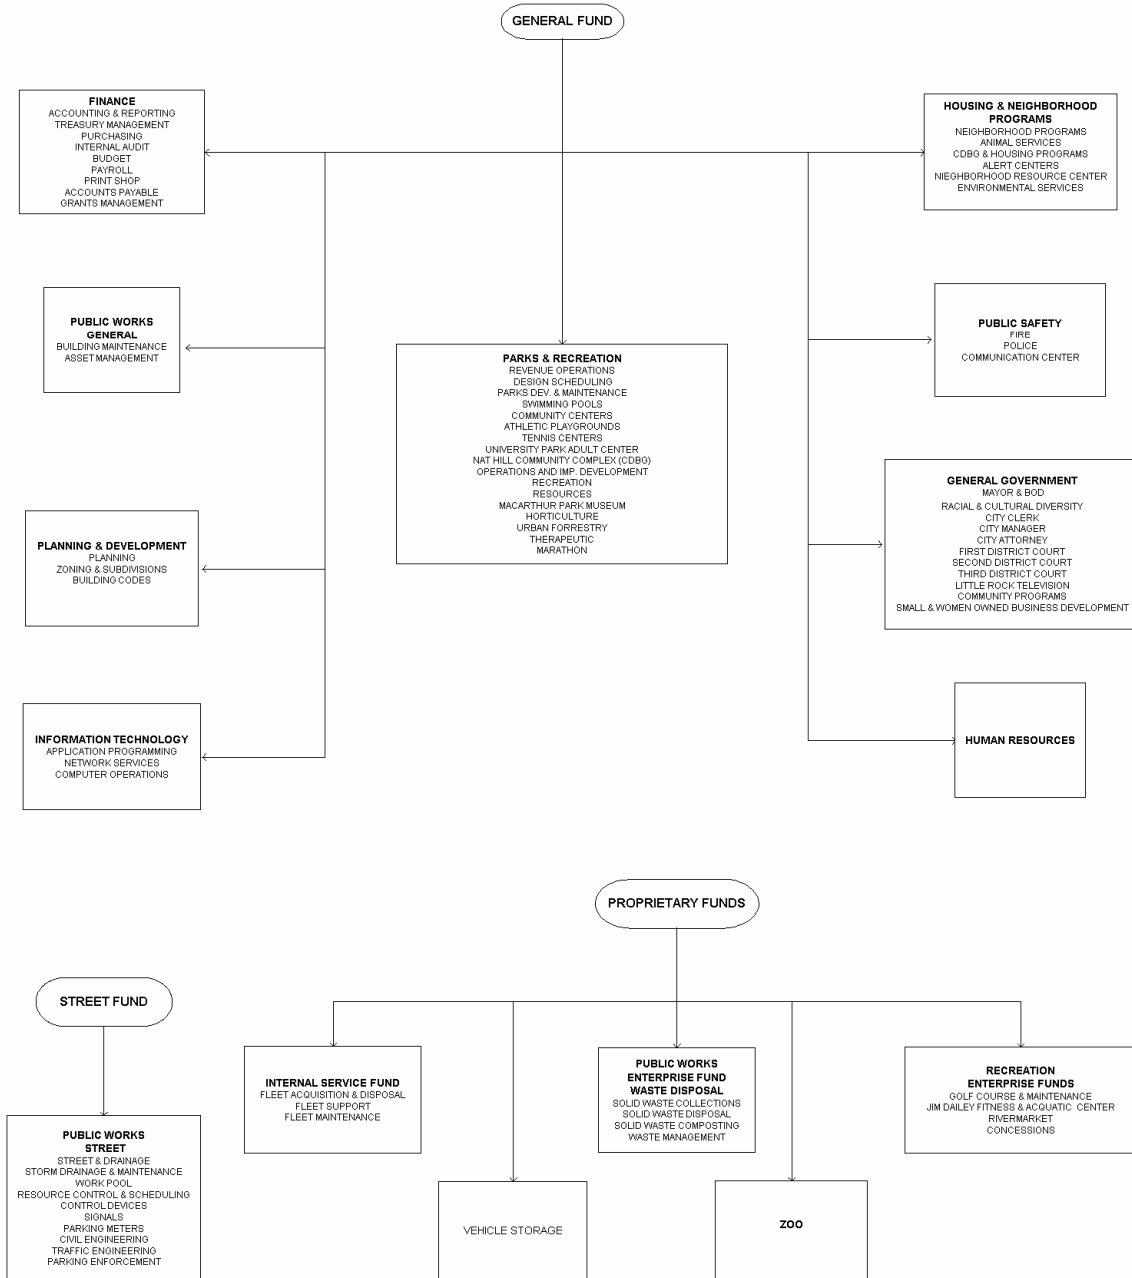 GENERAL FUND
FINANCE
ACCOUNTING & REPORTING
TREASURY MANAGEMENT
PURCHASING
INTERNAL AUDIT
BUDGET
PAYROLL
PRINT SHOP
ACCOUNTS PAYABLE
GRANTS MANAGEMENT
HOUSING & NEIGHBORHOOD
PROGRAMS
NEIGHBORHOOD PROGRAMS
ANIMAL SERVICES
CDBG & HOUSING PROGRAMS
ALERT CENTERS
NIEGHBORHOOD RESOURCE CENTER
ENVIRONMENTAL SERVICES
PUBLIC WORKS
GENERAL
BUILDING MAINTENANCE
ASSET MANAGEMENT
PUBLIC SAFETY
FIRE
POLICE
COMMUNICATION CENTER
PARKS & RECREATION
REVENUE OPERATIONS
DESIGN SCHEDULING
PARKS DEV. & MAINTENANCE
SWIMMING POOLS
COMMUNITY CENTERS
ATHLETIC PLAYGROUNDS
TENNIS CENTERS
UNIVERSITY PARK ADULT CENTER
NAT HILL COMMUNITY COMPLEX (CDBG)
OPERATIONS AND IMP. DEVELOPMENT
RECREATION
RESOURCES
MACARTHUR PARK MUSEUM
HORTICULTURE
URBAN FORRESTRY
THERAPEUTIC
MARATHON
GENERAL GOVERNMENT
MAYOR & BOD
RACIAL & CULTURAL DIVERSITY
CITY CLERK
CITY MANAGER
CITY ATTORNEY
FIRST DISTRICT COURT
SECOND DISTRICT COURT
THIRD DISTRICT COURT
LITTLE ROCK TELEVISION
COMMUNITY PROGRAMS
SMALL & WOMEN OWNED BUSINESS DEVELOPMENT
PLANNING & DEVELOPMENT
PLANNING
ZONING & SUBDIVISIONS
BUILDING CODES
INFORMATION TECHNOLOGY
APPLICATION PROGRAMMING
NETWORK SERVICES
COMPUTER OPERATIONS
HUMAN RESOURCES
PROPRIETARY FUNDS
STREET FUND
INTERNAL SERVICE FUND
FLEET ACQUISITION & DISPOSAL
FLEET SUPPORT
FLEET MAINTENANCE
PUBLIC WORKS
ENTERPRISE FUND
WASTE DISPOSAL
SOLID WASTE COLLECTIONS
SOLID WASTE DISPOSAL
SOLID WASTE COMPOSTING
WASTE MANAGEMENT
RECREATION
ENTERPRISE FUNDS
GOLF COURSE & MAINTENANCE
JIM DAILEY FITNESS & ACQUATIC CENTER
RIVERMARKET
CONCESSIONS
PUBLIC WORKS
STREET
STREET & DRAINAGE
STORM DRAINAGE & MAINTENANCE
WORK POOL
RESOURCE CONTROL & SCHEDULING
CONTROL DEVICES
SIGNALS
PARKING METERS
CIVIL ENGINEERING
TRAFFIC ENGINEERING
PARKING ENFORCEMENT
VEHICLE STORAGE
ZOO